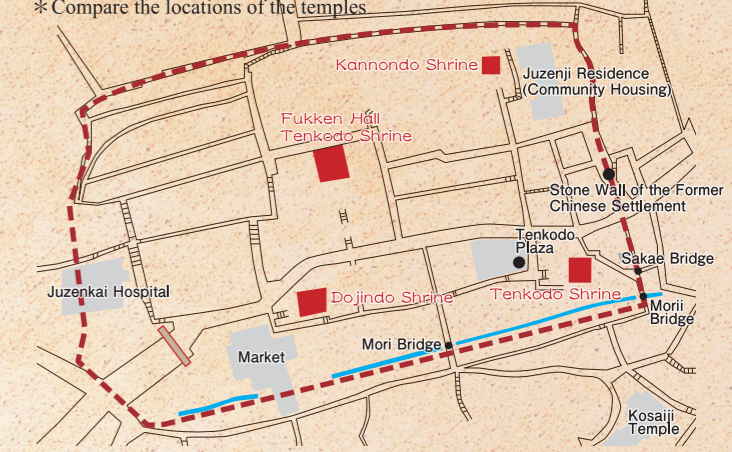 *Compare the locations of the temples
Kannondo Shrine
Juzenji Residence
(Community Housing)
Fukken Hall
Tenkodo Shrine
Stone Wall of the Former
Chinese Settlement
Tenkodo
Plaza
Sakae Bridge
Juzenkai Hospital
Dojindo Shrine
Tenkodo Shrine
Morii
Bridge
Mori Bridge
Market
Kosaiji
Temple